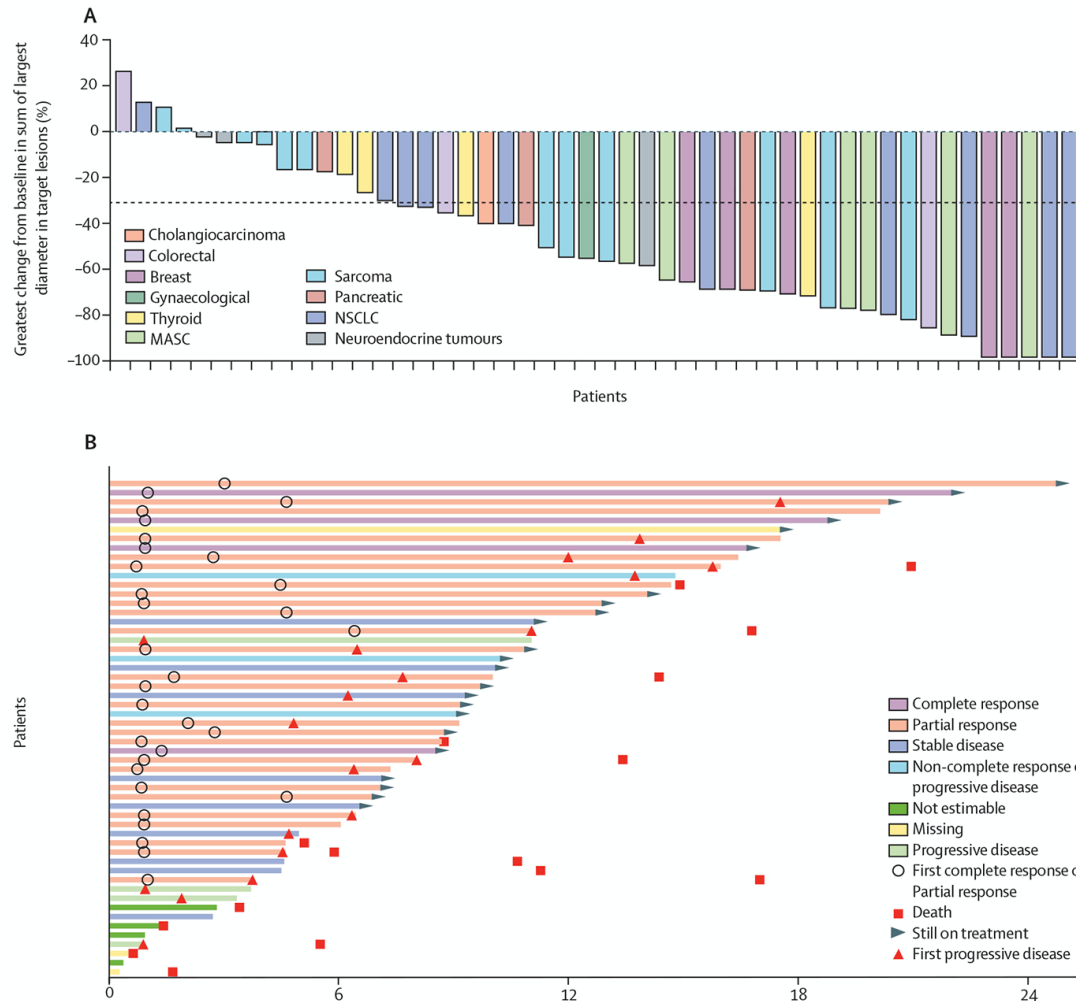 A
Greatest change from baseline in sum of largest
diameter in target lesions (%)
40
20
0
−20
−40
−60
−80
−100
Cholangiocarcinoma
Colorectal
Breast
Gynaecological
Thyroid
MASC
Sarcoma
Pancreatic
NSCLC
Neuroendocrine tumours
Patients
B
Patients
Complete response
Partial response
Stable disease
Non-complete response
progressive disease
Not estimable
Missing
Progressive disease
First complete response
Partial response
Death
Still on treatment
First progressive disease
0
6
12
18
24